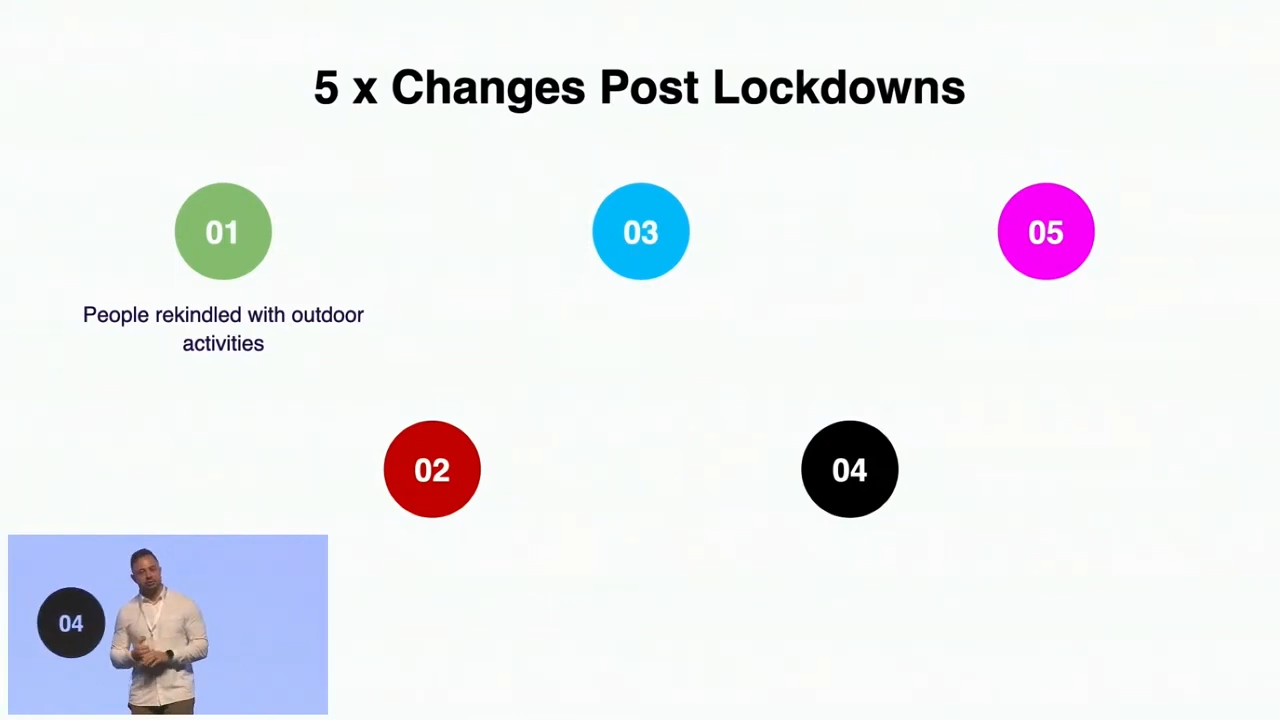 5 x Changes Post Lockdowns
01
03
05
People rekindled with outdoor
activities
02
04
04